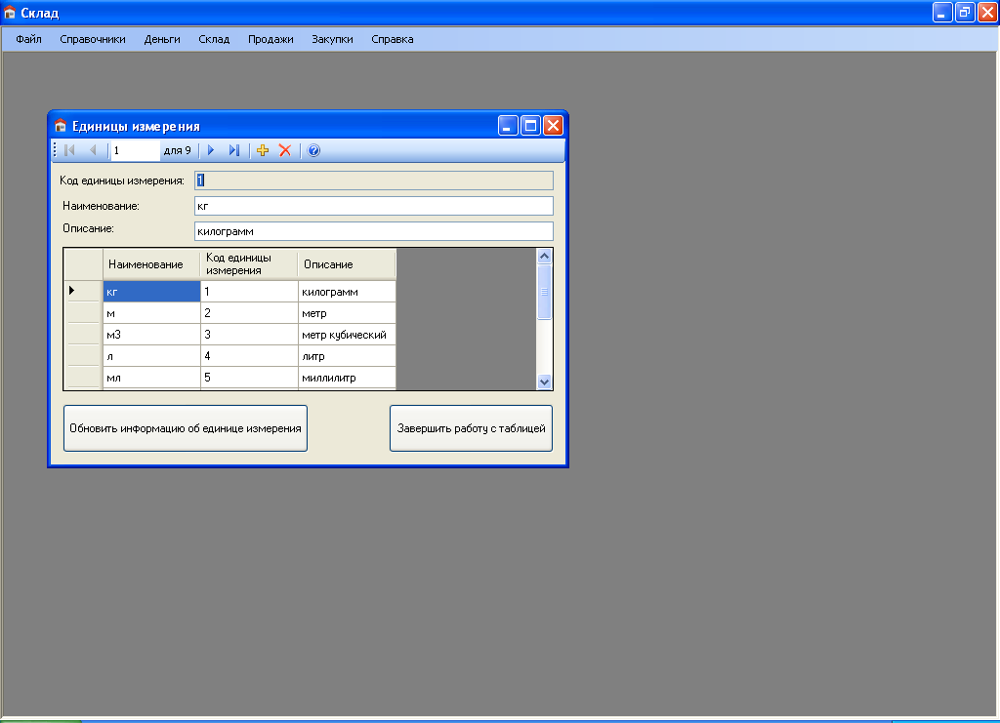 Склад
Файл Справочники Деньги Склад Продажи Закупки Справка
Единицы измерения
1 для 9
Код единицы измерения: 1
Наименование: кг
Описание: килограмм
Наименование Код единицы измерения Описание
кг 1 килограмм
м 2 метр
м3 3 метр кубический
л 4 литр
мл 5 миллилитр
Обновить информацию об единице измерения Завершить работу с таблицей